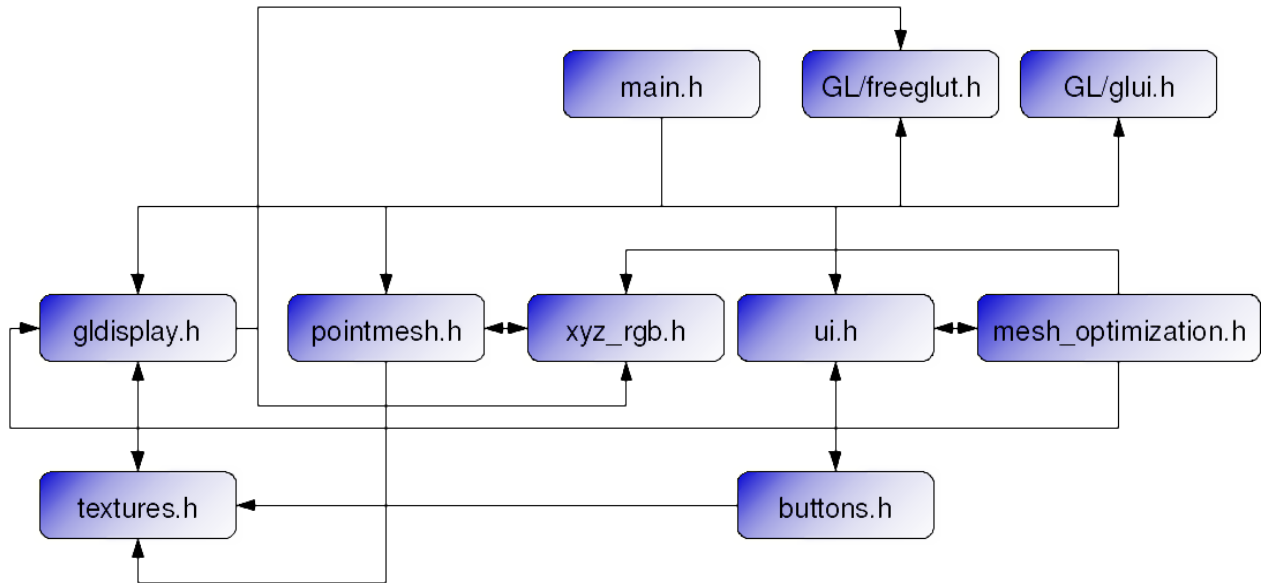 main.h
GL/freeglut.h
GL/glui.h
gldisplay.h
pointmesh.h
xyz_rgb.h
ui.h
mesh_optimization.h
textures.h
buttons.h